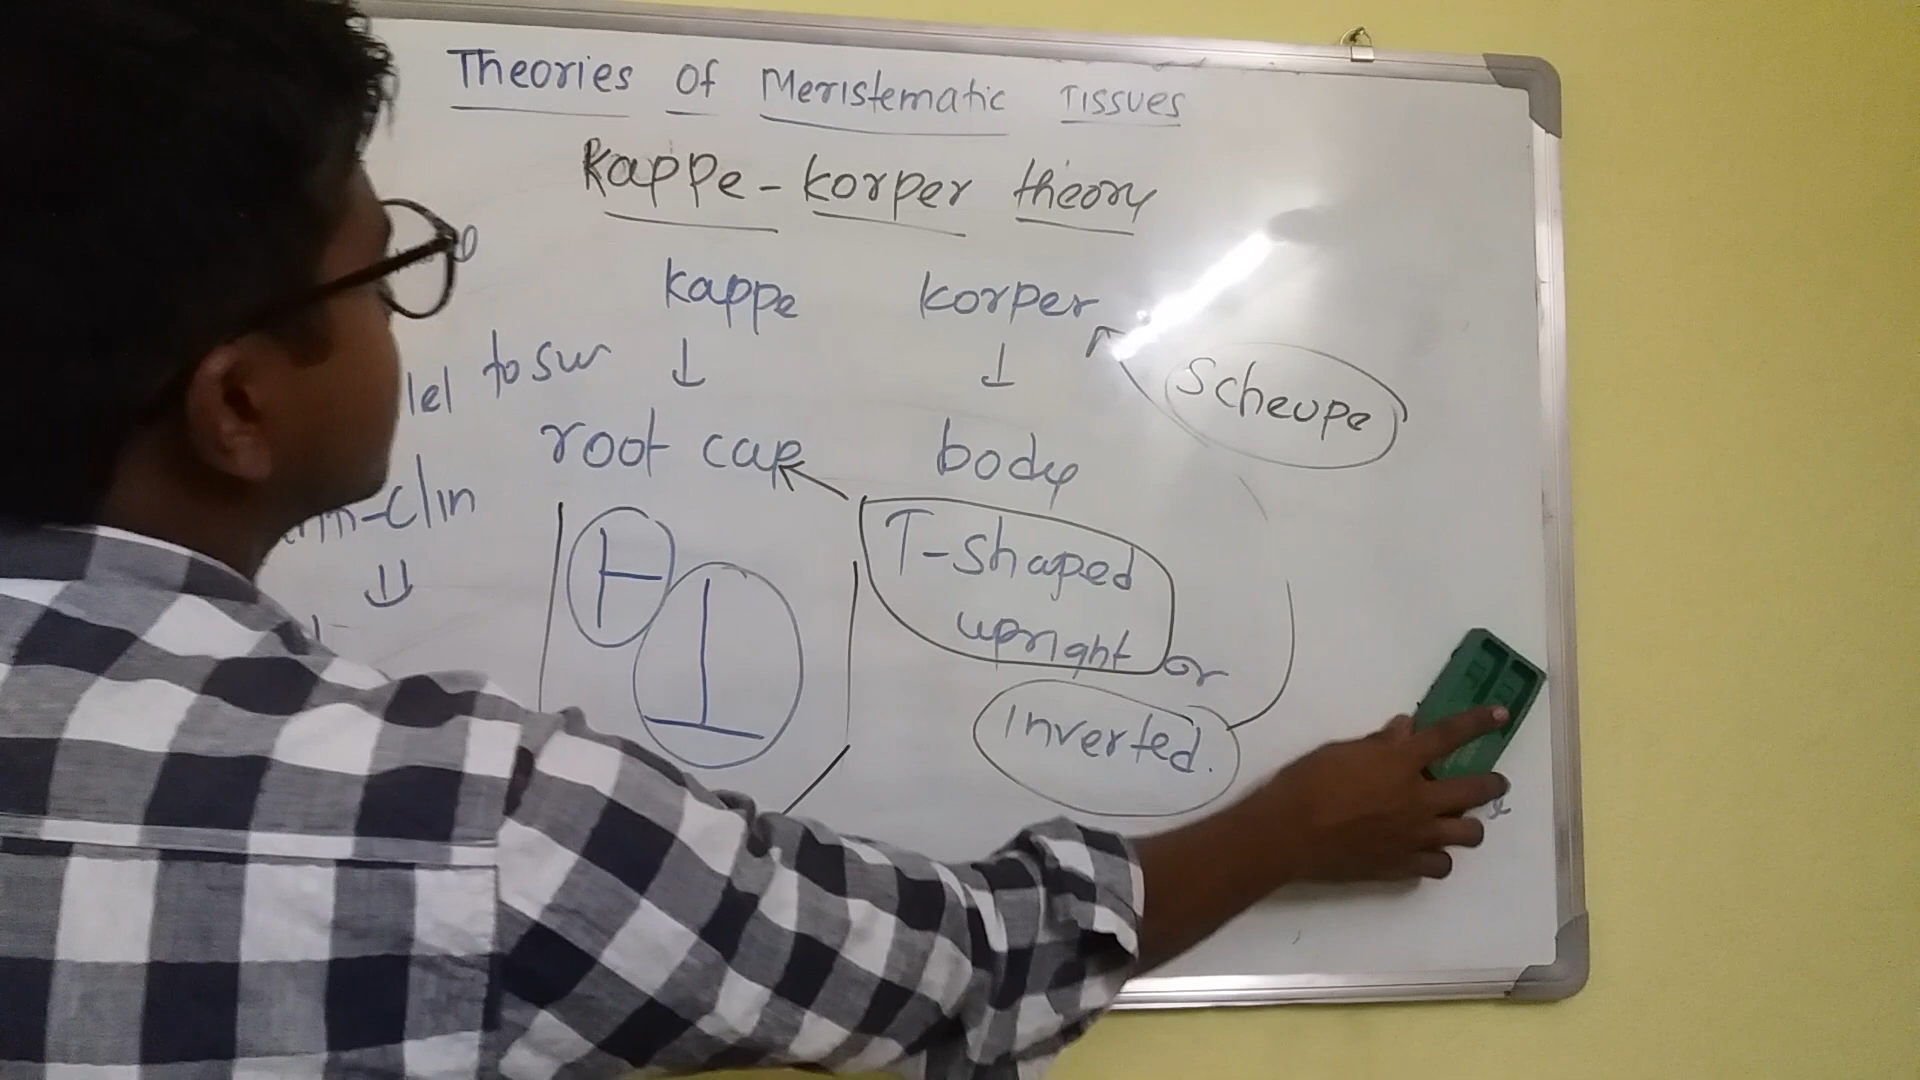 Theories Of Meristematic Tissues
Kappe-Korper theory
Kappe Korper
Scheupe
lel to sur
root cap body
-clin
T-shaped
upright or
Inverted.